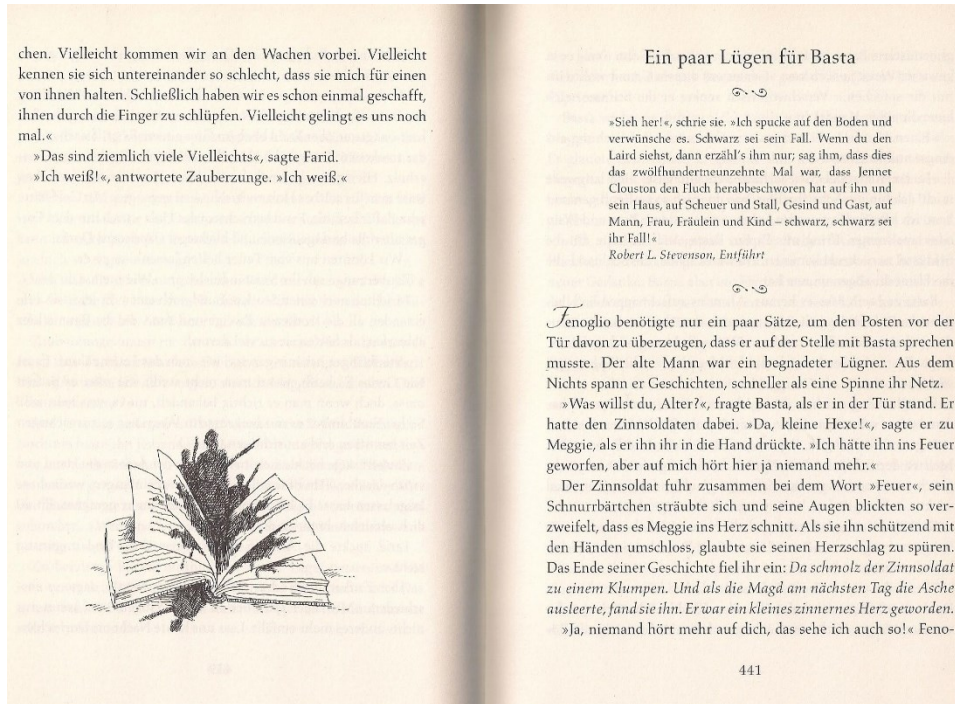 chen. Vielleicht kommen wir an den Wachen vorbei. Vielleicht
kennen sie sich untereinander so schlecht, dass sie mich für einen
von ihnen halten. Schließlich haben wir es schon einmal geschafft,
ihnen durch die Finger zu schlüpfen. Vielleicht gelingt es uns noch
mal.«
»Das sind ziemlich viele Vielleichts«, sagte Farid.
»Ich weiß!«, antwortete Zauberzunge. »Ich weiß.«
Ein paar Lügen für Basta
»Sieh her!«, schrie sie. »Ich spucke auf den Boden und
verwünsche es. Schwarz sei sein Fall. Wenn du den
Laird siehst, dann erzähl's ihm nur; sag ihm, dass dies
das zwölfhundertneunzehnte Mal war, dass Jennet
Clouston den Fluch herabbeschworen hat auf ihn und
sein Haus, auf Scheuer und Stall, Gesind und Gast, auf
Mann, Frau, Fräulein und Kind – schwarz, schwarz sei
ihr Fall!«
Robert L. Stevenson, Entführt
Fenoglio benötigte nur ein paar Sätze, um den Posten vor der
Tür davon zu überzeugen, dass er auf der Stelle mit Basta sprechen
musste. Der alte Mann war ein begnadeter Lügner. Aus dem
Nichts spann er Geschichten, schneller als eine Spinne ihr Netz.
»Was willst du, Alter?«, fragte Basta, als er in der Tür stand. Er
hatte den Zinnsoldaten dabei. »Da, kleine Hexe!«, sagte er zu
Meggie, als er ihn ihr in die Hand drückte. »Ich hätte ihn ins Feuer
geworfen, aber auf mich hört hier ja niemand mehr.«
Der Zinnsoldat fuhr zusammen bei dem Wort »Feuer«, sein
Schnurrbärtchen sträubte sich und seine Augen blickten so ver-
zweifelt, dass es Meggie ins Herz schnitt. Als sie ihn schützend mit
den Händen umschloss, glaubte sie seinen Herzschlag zu spüren.
Das Ende seiner Geschichte fiel ihr ein: Da schmolz der Zinnsoldat
zu einem Klumpen. Und als die Magd am nächsten Tag die Asche
ausleerte, fand sie ihn. Er war ein kleines zinnernes Herz geworden.
»Ja, niemand hört mehr auf dich, das sehe ich auch so!« Feno-
441